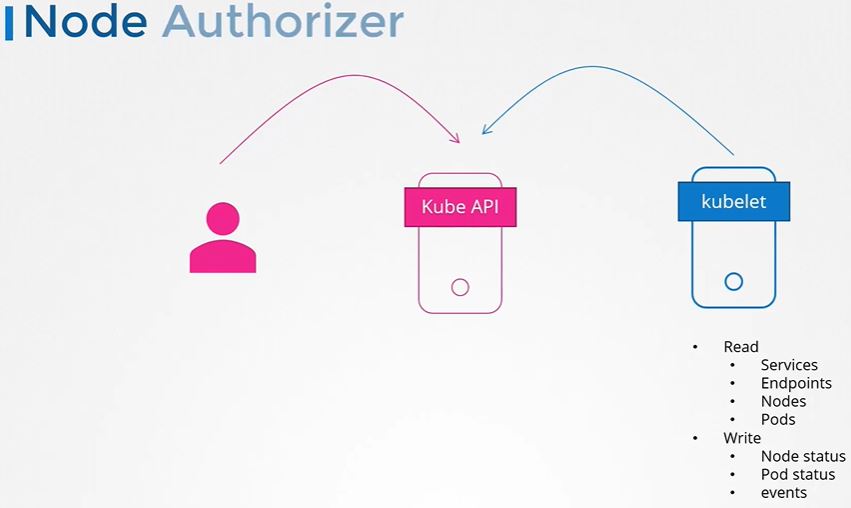 Node Authorizer
Kube API
kubelet
• Read
• Services
• Endpoints
• Nodes
• Pods
• Write
• Node status
• Pod status
• events